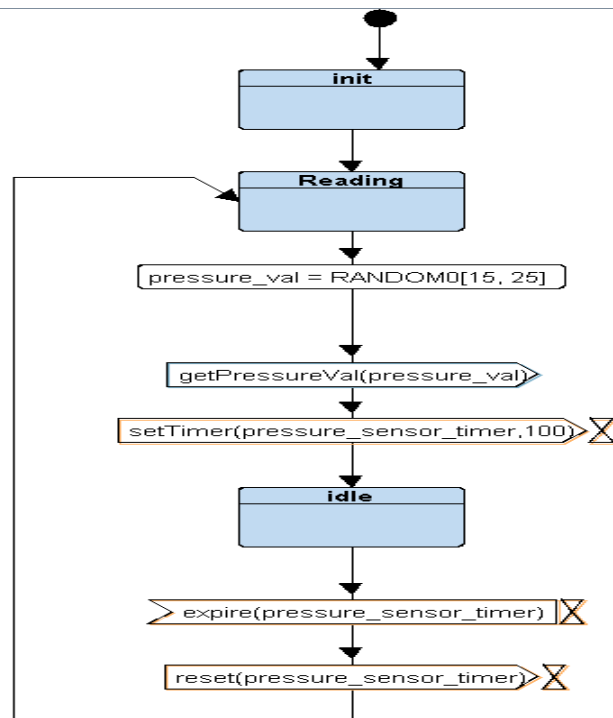 init
Reading
pressure_val = RANDOM0[15, 25]
getPressureVal(pressure_val)
setTimer(pressure_sensor_timer,100)
idle
expire(pressure_sensor_timer)
reset(pressure_sensor_timer)